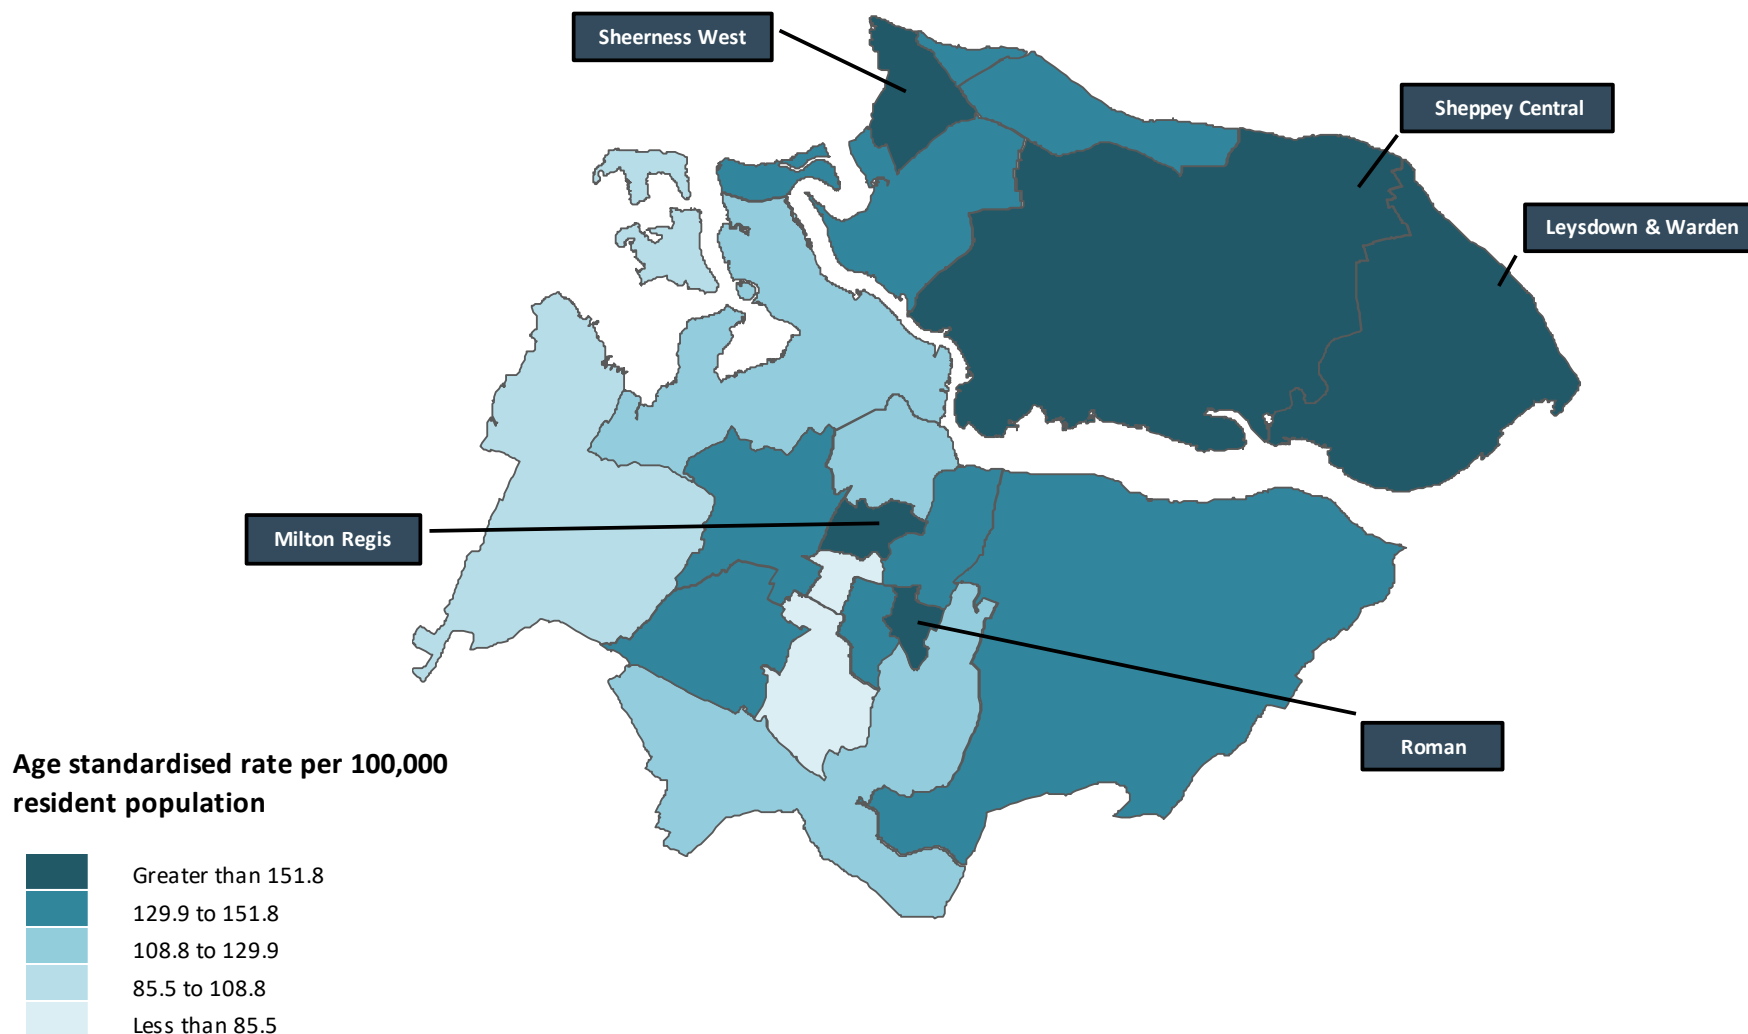 Sheerness West
Sheppey Central
Leysdown & Warden
Milton Regis
Roman
Age standardised rate per 100,000
resident population
Greater than 151.8
129.9 to 151.8
108.8 to 129.9
85.5 to 108.8
Less than 85.5